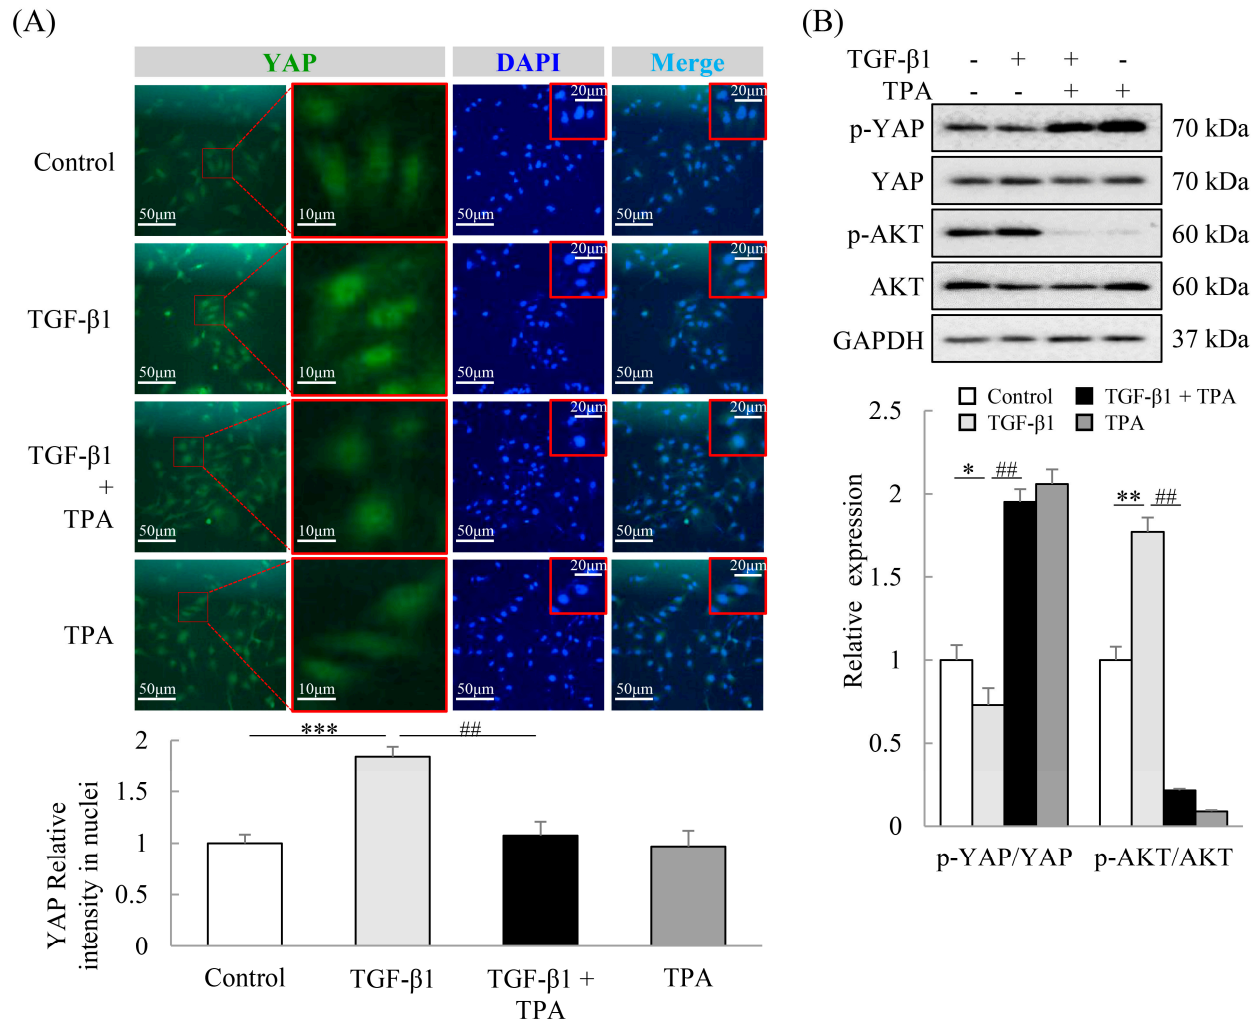 (A)
YAP DAPI Merge
Control
50μm 10μm 50μm 20μm 50μm 20μm
TGF-β1
50μm 10μm 50μm 20μm 50μm 20μm
TGF-β1
+
TPA
50μm 10μm 50μm 20μm 50μm 20μm
TPA
50μm 10μm 50μm 20μm 50μm 20μm
YAP Relative
intensity in nuclei
2
1.5
1
0.5
0
*** ##
Control TGF-β1 TGF-β1 +
TPA
TPA
(B)
TGF-β1 - + + -
TPA - - + +
p-YAP 70 kDa
YAP 70 kDa
p-AKT 60 kDa
AKT 60 kDa
GAPDH 37 kDa
Control TGF-β1 + TPA
TGF-β1 TPA
Relative expression
2.5
2
1.5
1
0.5
0
* ## ** ##
p-YAP/YAP p-AKT/AKT